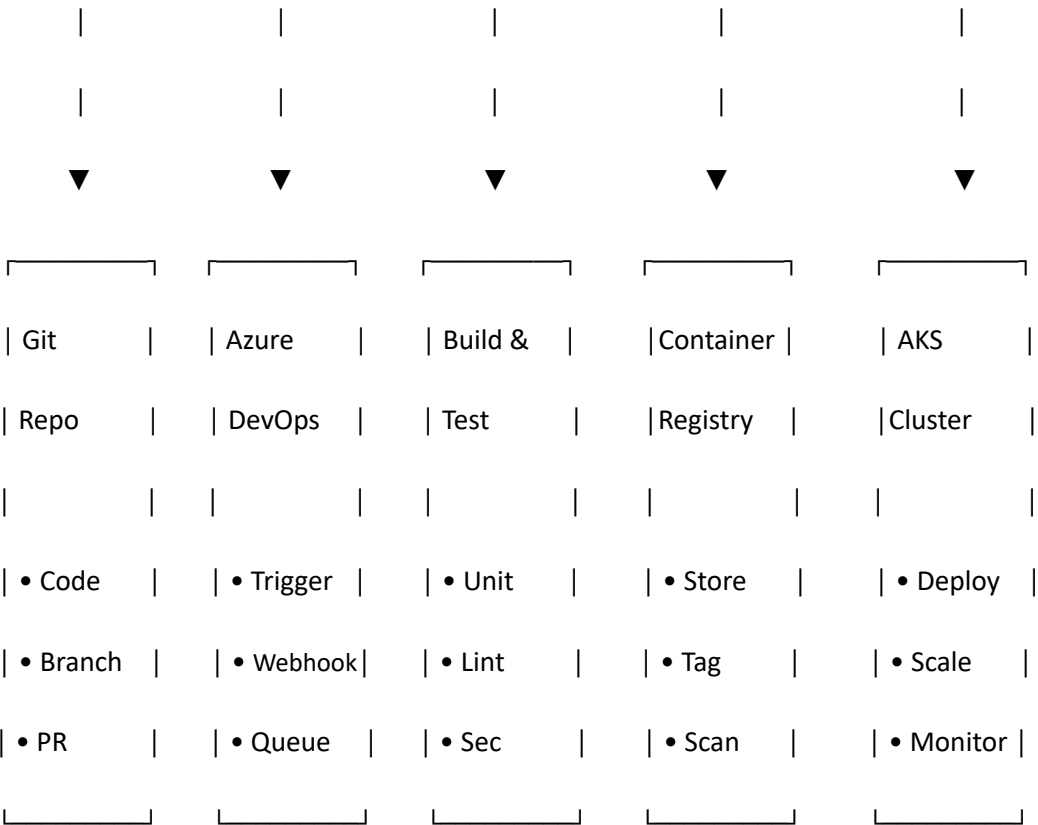 Git Azure Build & Container AKS
Repo DevOps Test Registry Cluster
• Code • Trigger • Unit • Store • Deploy
• Branch • Webhook • Lint • Tag • Scale
• PR • Queue • Sec • Scan • Monitor